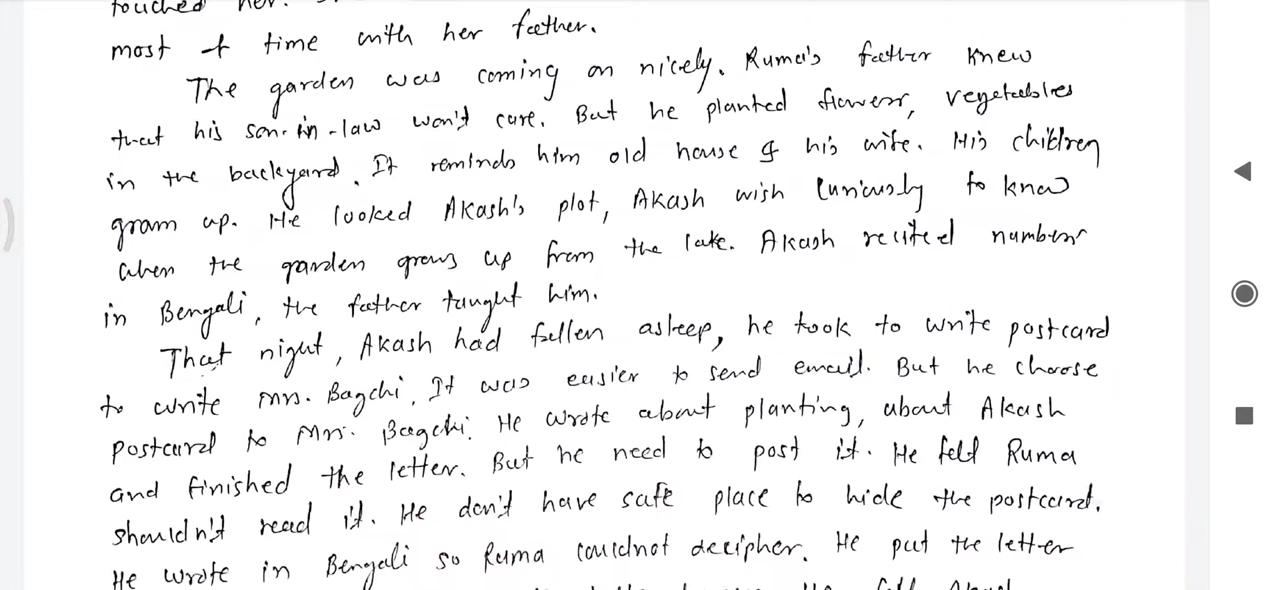 touched her.
most of time with her father.
The garden was coming on nicely. Ruma's father knew
that his son-in-law won't care. But he planted flowers, vegetables
in the backyard. It reminds him old house of his wife. His children
grow up. He looked Akash's plot, Akash wish curiously to know
when the garden grows up from the lake. Akash recited numbers
in Bengali, the father taught him.
That night, Akash had fallen asleep, he took to write postcard
to write Mrs. Bagchi. It was easier to send email. But he choose
postcard to Mrs. Bagchi. He wrote about planting, about Akash
and finished the letter. But he need to post it. He fell Ruma
shouldn't read it. He don't have safe place to hide the postcard.
He wrote in Bengali so Ruma couldnot decipher. He put the letter